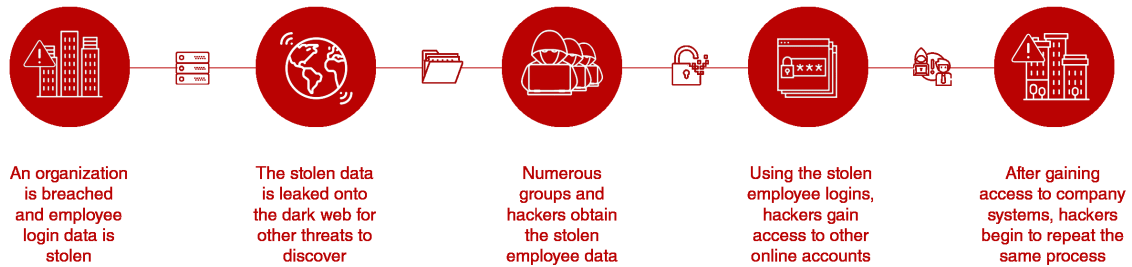 An organization
is breached
and employee
login data is
stolen
The stolen data
is leaked onto
the dark web for
other threats to
discover
Numerous
groups and
hackers obtain
the stolen
employee data
***
Using the stolen
employee logins,
hackers gain
access to other
online accounts
After gaining
access to company
systems, hackers
begin to repeat the
same process